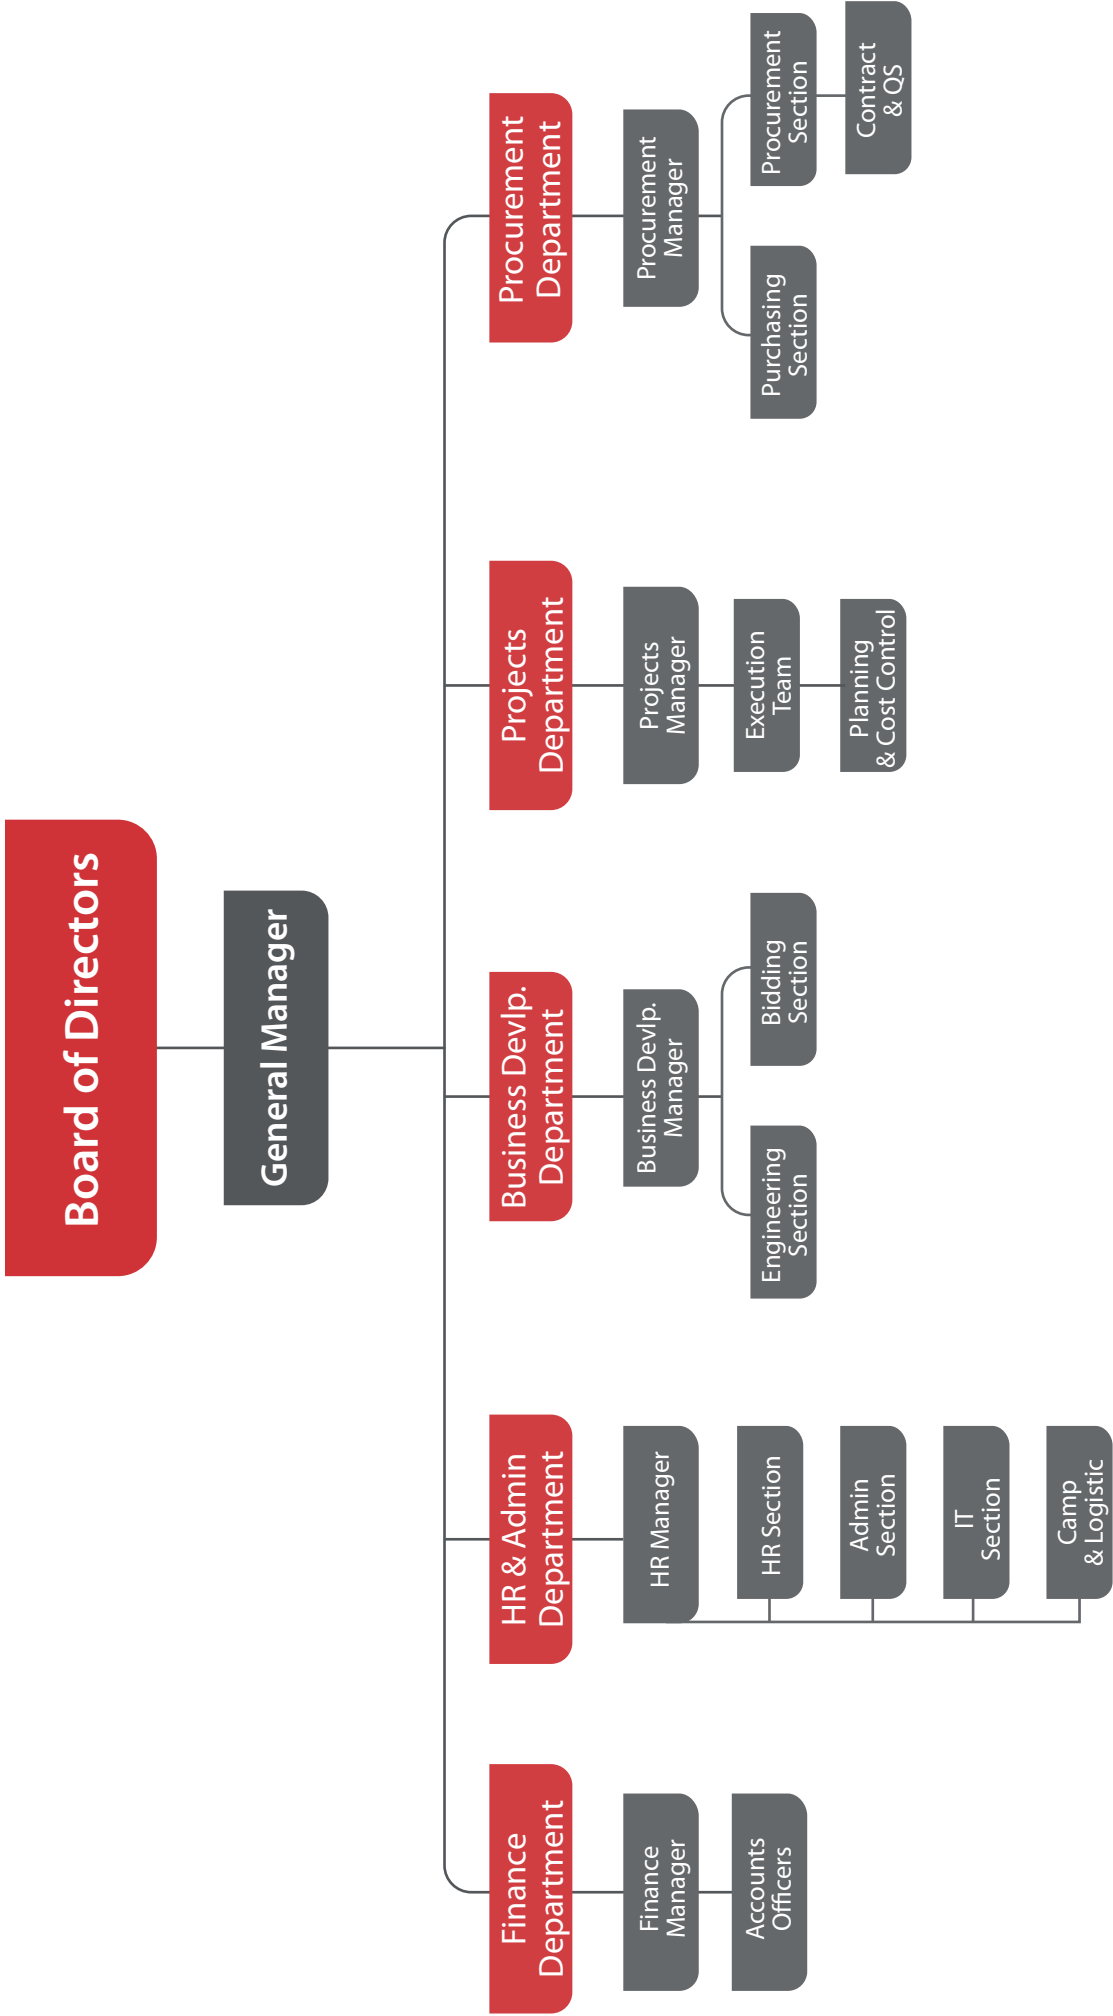 Board of Directors
General Manager
Finance
Department
HR & Admin
Department
Business Devlp.
Department
Projects
Department
Procurement
Department
Finance
Manager
HR Manager
Business Devlp.
Manager
Projects
Manager
Procurement
Manager
Accounts
Officers
HR Section
Engineering
Section
Bidding
Section
Execution
Team
Purchasing
Section
Procurement
Section
Admin
Section
Planning
& Cost Control
Contract
& QS
IT
Section
Camp
& Logistic